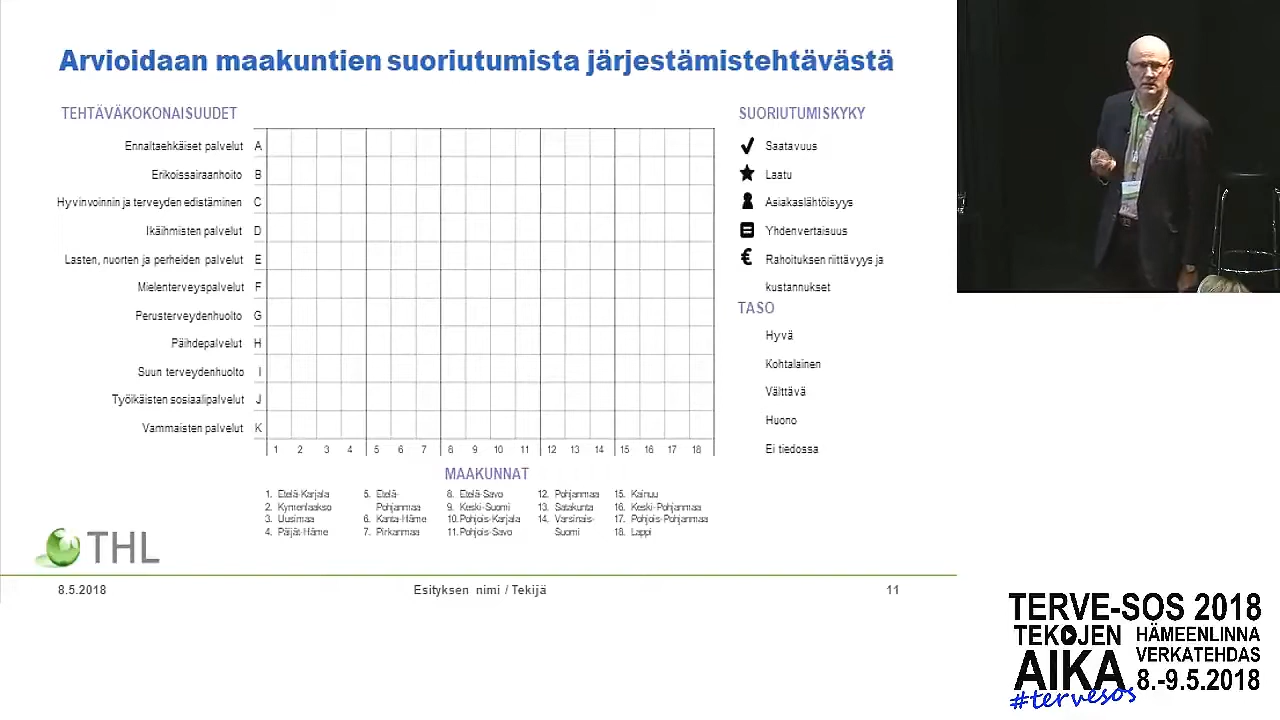 Arvioidaan maakuntien suoriutumista järjestämistehtävästä
TEHTÄVÄKOKONAISUUDET
Ennaltaehkäiset palvelut A
Erikoissairaanhoito B
Hyvinvoinnin ja terveyden edistäminen C
Ikäihmisten palvelut D
Lasten, nuorten ja perheiden palvelut E
Mielenterveyspalvelut F
Perusterveydenhuolto G
Päihdepalvelut H
Suun terveydenhuolto I
Työikäisten sosiaalipalvelut J
Vammaisten palvelut K
1 2 3 4 5 6 7 8 9 10 11 12 13 14 15 16 17 18
MAAKUNNAT
1. Etelä-Karjala
2. Kymenlaakso
3. Uusimaa
4. Päijät-Häme
5. Etelä-
Pohjanmaa
6. Kanta-Häme
7. Pirkanmaa
8. Etelä-Savo
9. Keski-Suomi
10. Pohjois-Karjala
11. Pohjois-Savo
12. Pohjanmaa
13. Satakunta
14. Varsinais-
Suomi
15. Kainuu
16. Keski-Pohjanmaa
17. Pohjois-Pohjanmaa
18. Lappi
SUORIUTUMISKYKY
Saatavuus
Laatu
Asiakaslähtöisyys
Yhdenvertaisuus
€ Rahoituksen riittävyys ja
kustannukset
TASO
Hyvä
Kohtalainen
Välttävä
Huono
Ei tiedossa
THL
8.5.2018 Esityksen nimi / Tekijä 11
TERVE-SOS 2018
TEKOJEN
AIKA
HÄMEENLINNA
VERKATEHDAS
8.-9.5.2018
#tervesos